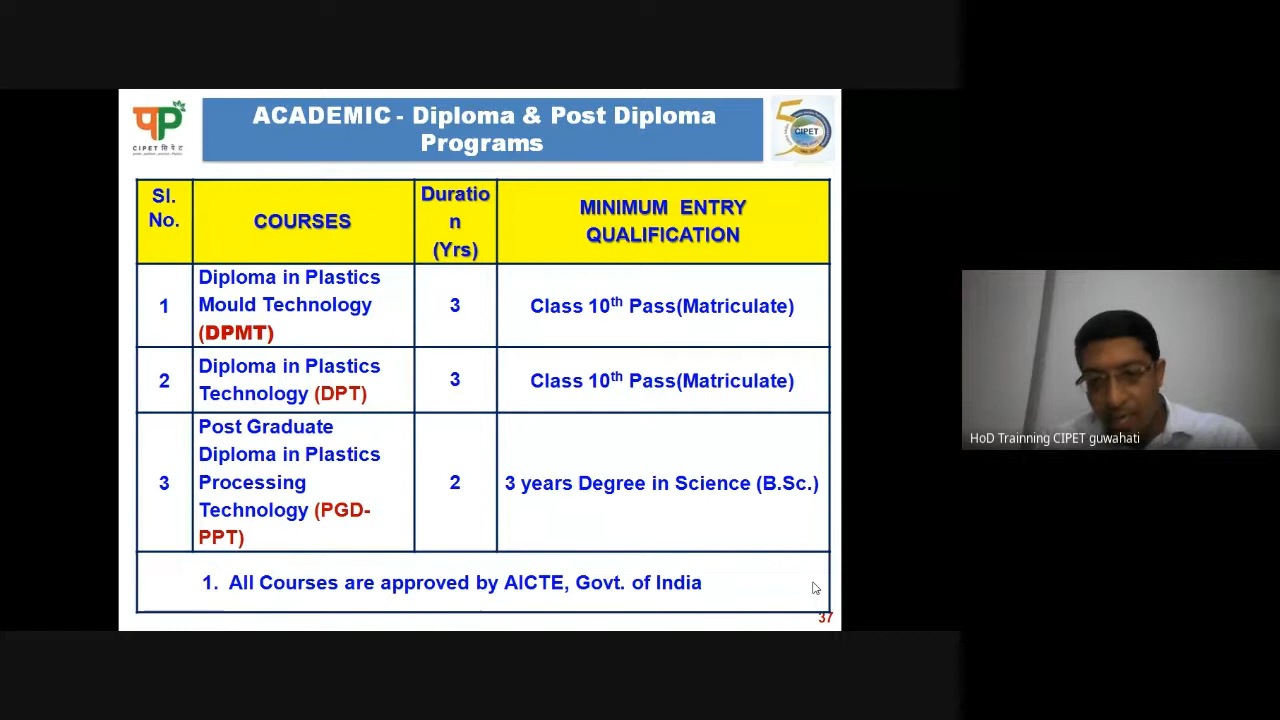 ACADEMIC - Diploma & Post Diploma
Programs
CIPET सिपेट
CIPET
Sl.
No.
COURSES
Duratio
n
(Yrs)
MINIMUM ENTRY
QUALIFICATION
1
Diploma in Plastics
Mould Technology
(DPMT)
3
Class 10th Pass(Matriculate)
2
Diploma in Plastics
Technology (DPT)
3
Class 10th Pass(Matriculate)
3
Post Graduate
Diploma in Plastics
Processing
Technology (PGD-
PPT)
2
3 years Degree in Science (B.Sc.)
1. All Courses are approved by AICTE, Govt. of India
37
HoD Trainning CIPET guwahati